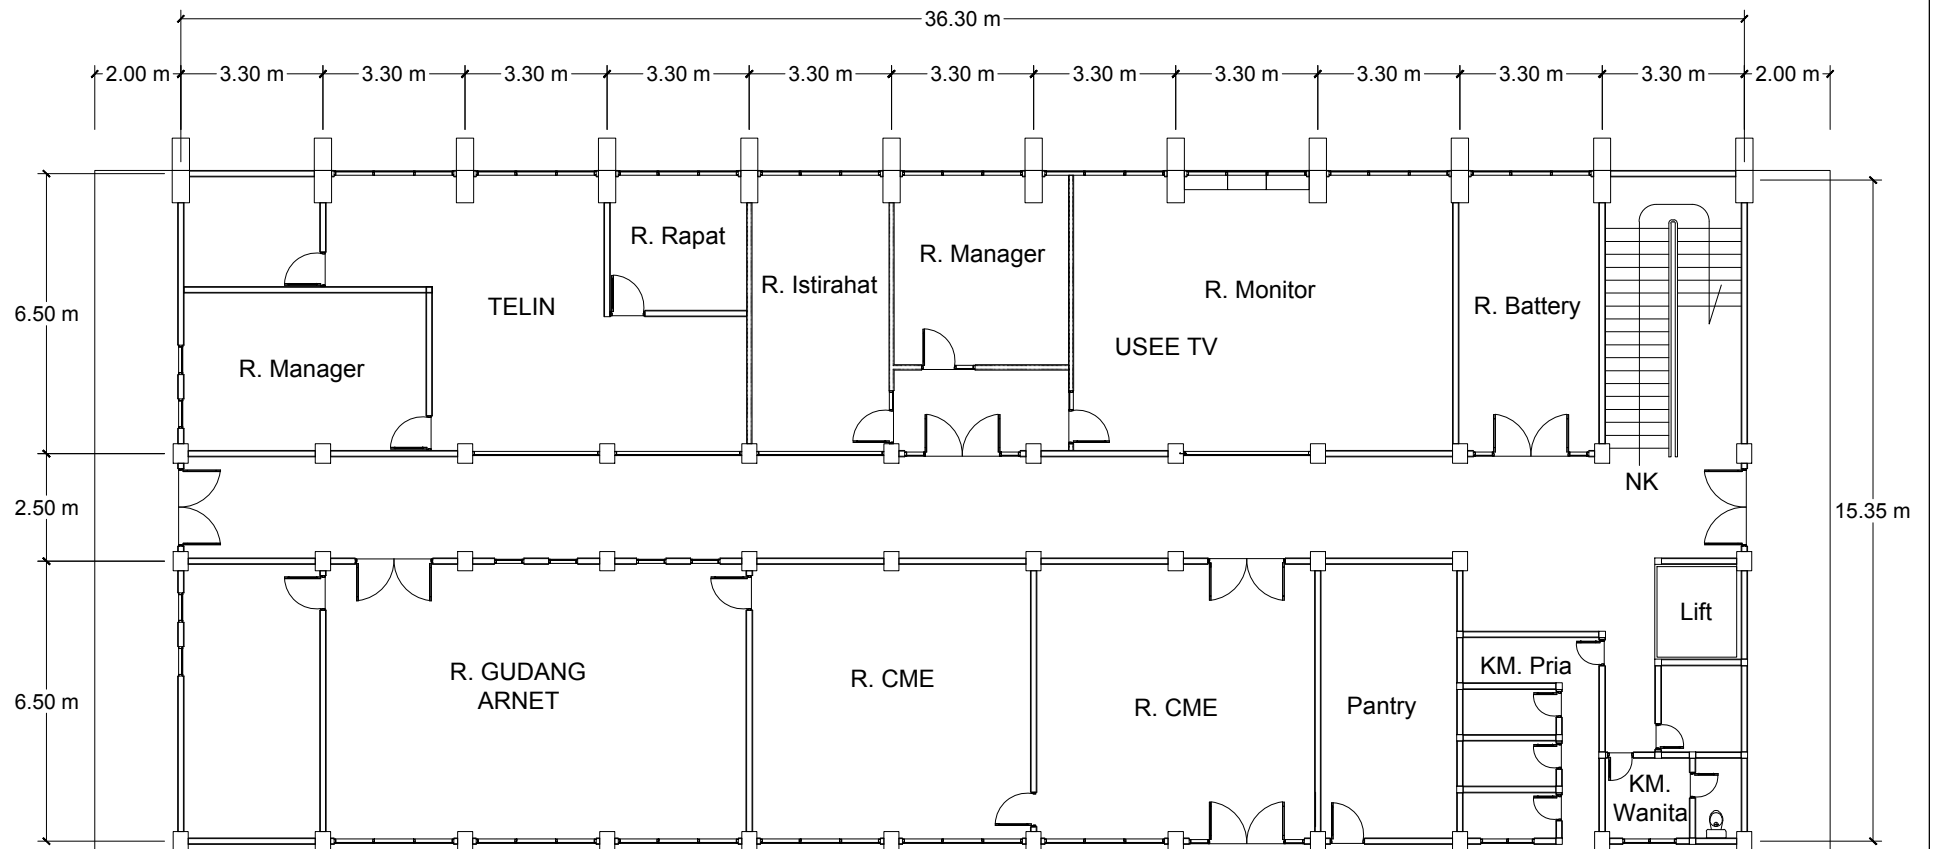 36.30 m
2.00 m
3.30 m
3.30 m
3.30 m
3.30 m
3.30 m
3.30 m
3.30 m
3.30 m
3.30 m
3.30 m
3.30 m
2.00 m
R. Rapat
R. Manager
R. Istirahat
R. Monitor
TELIN
R. Battery
6.50 m
USEE TV
R. Manager
NK
2.50 m
15.35 m
Lift
KM. Pria
R. GUDANG
ARNET
R. CME
R. CME
Pantry
6.50 m
KM.
Wanita